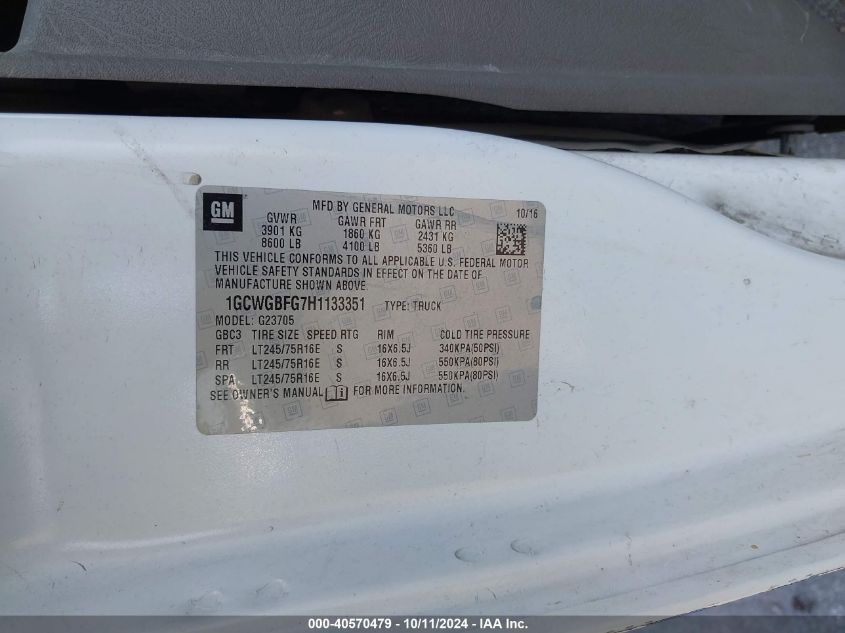 GM
MFD BY GENERAL MOTORS LLC 10/16
GVWR GAWR FRT GAWR RR
3901 KG 1860 KG 2431 KG
8600 LB 4100 LB 5360 LB
THIS VEHICLE CONFORMS TO ALL APPLICABLE U.S. FEDERAL MOTOR
VEHICLE SAFETY STANDARDS IN EFFECT ON THE DATE OF
MANUFACTURE SHOWN ABOVE.
1GCWGBFG7H1133351 TYPE: TRUCK
MODEL: G23705
GBC3 TIRE SIZE SPEED RTG RIM COLD TIRE PRESSURE
FRT LT245/75R16E S 16X6.5J 340KPA(50PSI)
RR LT245/75R16E S 16X6.5J 550KPA(80PSI)
SPA LT245/75R16E S 16X6.5J 550KPA(80PSI)
SEE OWNER'S MANUAL FOR MORE INFORMATION.
000-40570479 - 10/11/2024 - IAA Inc.